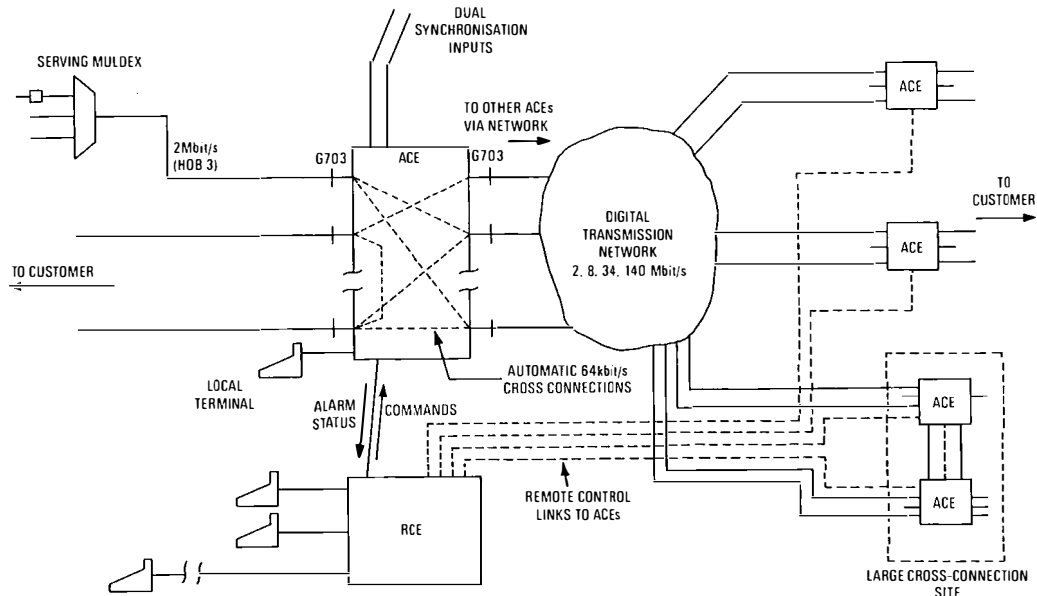 DUAL
SYNCHRONISATION
INPUTS
SERVING MULDEX
2Mbit/s
(HOB 3)
G703
ACE
G703
TO OTHER ACEs
VIA NETWORK
ACE
TO
CUSTOMER
ACE
DIGITAL
TRANSMISSION
NETWORK
2, 8, 34, 140 Mbit/s
TO CUSTOMER
LOCAL
TERMINAL
ALARM
STATUS
COMMANDS
AUTOMATIC 64kbit/s
CROSS CONNECTIONS
ACE
ACE
RCE
REMOTE CONTROL
LINKS TO ACEs
LARGE CROSS-CONNECTION
SITE